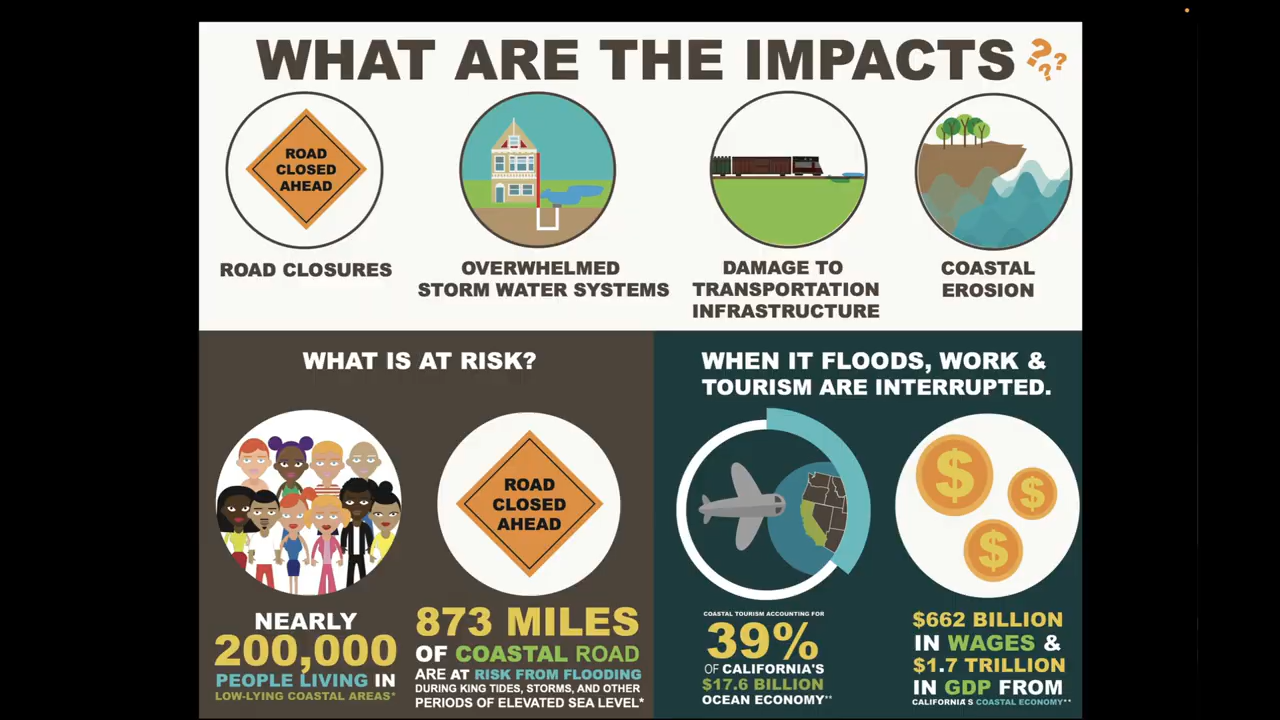 WHAT ARE THE IMPACTS ???
ROAD
CLOSED
AHEAD
ROAD CLOSURES
OVERWHELMED
STORM WATER SYSTEMS
DAMAGE TO
TRANSPORTATION
INFRASTRUCTURE
COASTAL
EROSION
WHAT IS AT RISK?
NEARLY
200,000
PEOPLE LIVING IN
LOW-LYING COASTAL AREAS*
ROAD
CLOSED
AHEAD
873 MILES
OF COASTAL ROAD
ARE AT RISK FROM FLOODING
DURING KING TIDES, STORMS, AND OTHER
PERIODS OF ELEVATED SEA LEVEL*
WHEN IT FLOODS, WORK &
TOURISM ARE INTERRUPTED.
COASTAL TOURISM ACCOUNTING FOR
39%
OF CALIFORNIA'S
$17.6 BILLION
OCEAN ECONOMY**
$
$
$
$662 BILLION
IN WAGES &
$1.7 TRILLION
IN GDP FROM
CALIFORNIA'S COASTAL ECONOMY**